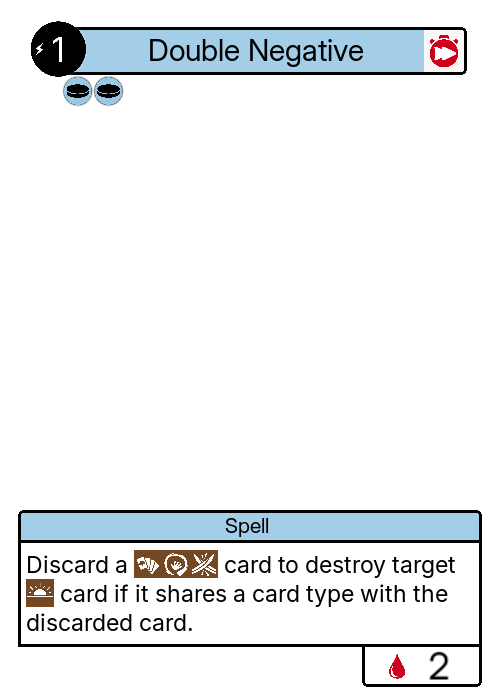 1 Double Negative
Spell
Discard a card to destroy target
card if it shares a card type with the
discarded card.
2